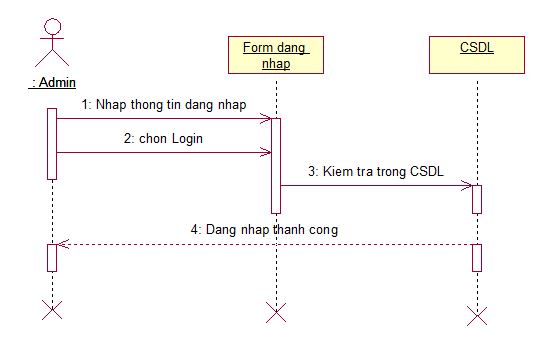 Form dang
nhap
CSDL
: Admin
1: Nhap thong tin dang nhap
2: chon Login
3: Kiem tra trong CSDL
4: Dang nhap thanh cong